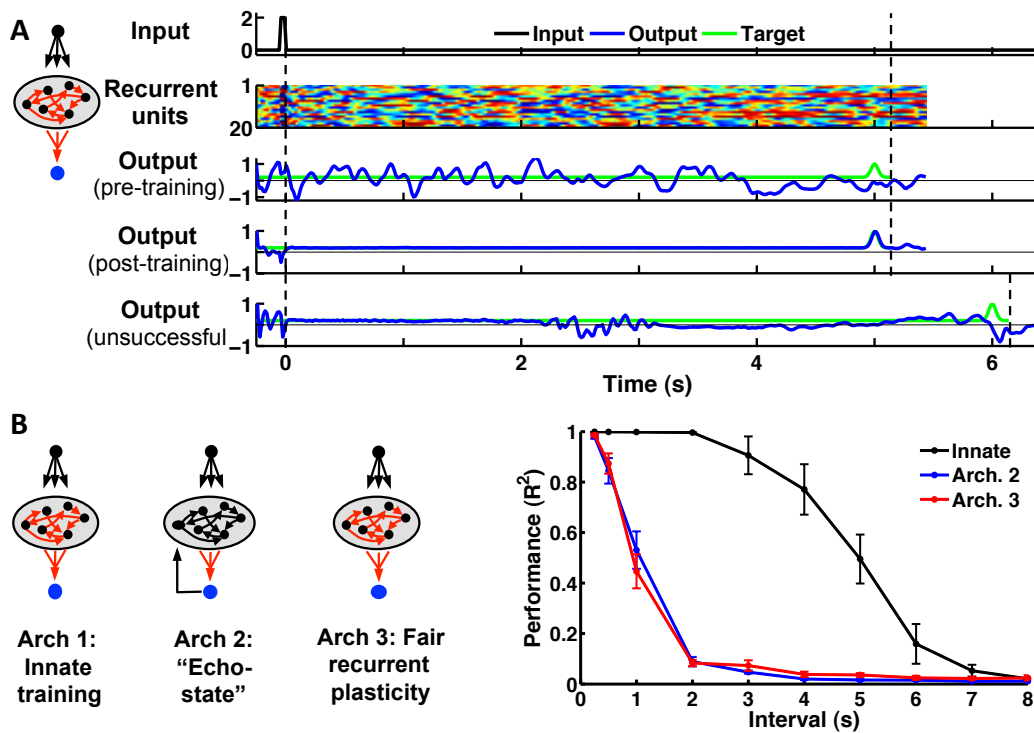 A
Input
2
0
Input
Output
Target
Recurrent
units
1
20
Output
(pre-training)
1
−1
Output
(post-training)
1
−1
Output
(unsuccessful
1
−1
0
2
4
6
Time (s)
B
Arch 1:
Innate
training
Arch 2:
“Echo-
state”
Arch 3: Fair
recurrent
plasticity
Performance (R²)
1
0.8
0.6
0.4
0.2
0
0
1
2
3
4
5
6
7
8
Interval (s)
Innate
Arch. 2
Arch. 3